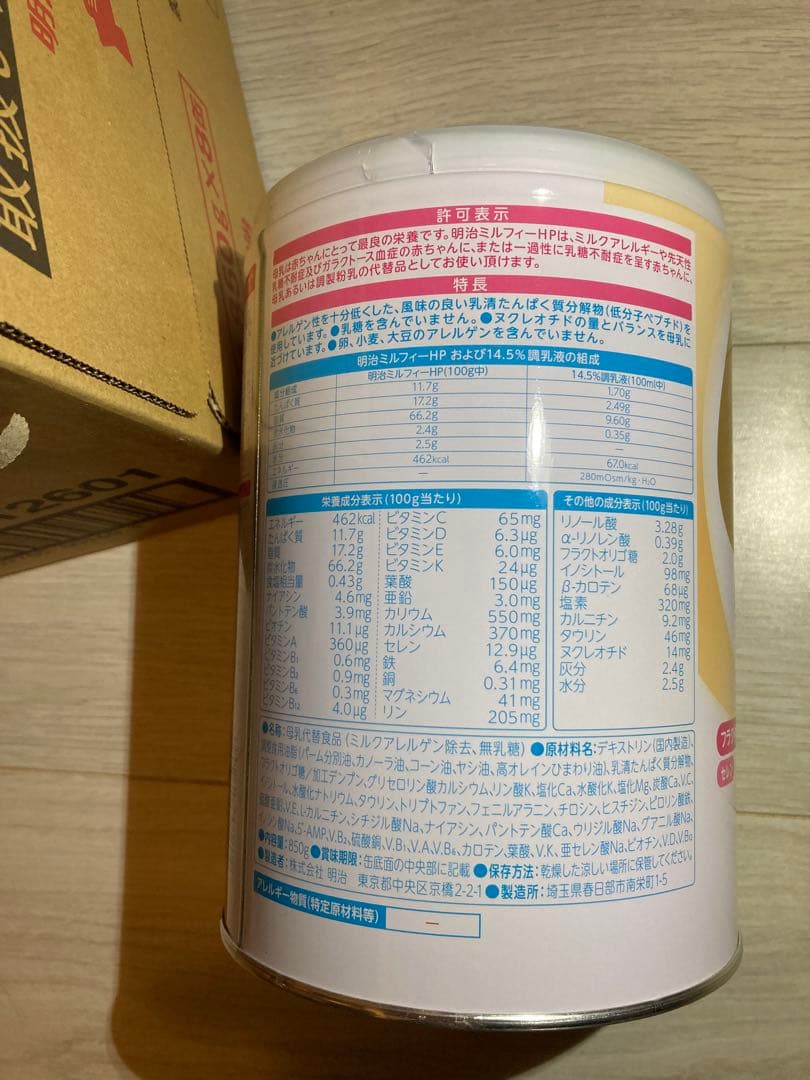 取扱い
明
12601
許可表示
母乳は赤ちゃんにとって最良の栄養です。明治ミルフィーHPは、ミルクアレルギーや先天性
乳糖不耐症及びガラクトース血症の赤ちゃんに、または一過性に乳糖不耐症を呈す赤ちゃんに、
母乳あるいは調製粉乳の代替品としてお使い頂けます。
特長
●アレルゲン性を十分低くした、風味の良い乳清たんぱく質分解物(低分子ペプチド)を
使用しています。●乳糖を含んでいません。●ヌクレオチドの量とバランスを母乳に
近づけています。●卵、小麦、大豆のアレルゲンを含んでいません。
明治ミルフィーHP および14.5%調乳液の組成
成分組成 明治ミルフィーHP(100g中) 14.5%調乳液(100ml中)
たんぱく質 11.7g 1.70g
脂質 17.2g 2.49g
炭水化物 66.2g 9.60g
灰分 2.4g 0.35g
水分 2.5g —
エネルギー 462kcal 67.0kcal
浸透圧 — 280mOsm/kg・H₂O
栄養成分表示(100g当たり)
エネルギー 462kcal
たんぱく質 11.7g
脂質 17.2g
炭水化物 66.2g
食塩相当量 0.43g
ナイアシン 4.6mg
パントテン酸 3.9mg
ビオチン 11.1μg
ビタミンA 360μg
ビタミンB₁ 0.6mg
ビタミンB₂ 0.9mg
ビタミンB₆ 0.3mg
ビタミンB₁₂ 4.0μg
ビタミンC 65mg
ビタミンD 6.3μg
ビタミンE 6.0mg
ビタミンK 24μg
葉酸 150μg
亜鉛 3.0mg
カリウム 550mg
カルシウム 370mg
セレン 12.9μg
鉄 6.4mg
銅 0.31mg
マグネシウム 41mg
リン 205mg
その他の成分表示(100g当たり)
リノール酸 3.28g
α-リノレン酸 0.39g
フラクトオリゴ糖 2.0g
イノシトール 98mg
β-カロテン 68μg
塩素 320mg
カルニチン 9.2mg
タウリン 46mg
ヌクレオチド 14mg
灰分 2.4g
水分 2.5g
●名称:母乳代替食品(ミルクアレルゲン除去、無乳糖)●原材料名:デキストリン(国内製造)、
調整食用油脂(パーム分別油、カノーラ油、コーン油、ヤシ油、高オレインひまわり油)、乳清たんぱく質分解物、
フラクトオリゴ糖/加工デンプン、グリセロリン酸カルシウム、リン酸K、塩化Ca、水酸化K、塩化Mg、炭酸Ca、V.C、
イノシトール、水酸化ナトリウム、タウリン、トリプトファン、フェニルアラニン、チロシン、ヒスチジン、ピロリン酸鉄、
硫酸亜鉛、V.E、L-カルニチン、シチジル酸Na、ナイアシン、パントテン酸Ca、ウリジル酸Na、グアニル酸Na、
イノシン酸Na、5'-AMP、V.B₂、硫酸銅、V.B₁、V.A、V.B₆、カロテン、葉酸、V.K、亜セレン酸Na、ビオチン、V.D、V.B₁₂
●内容量:850g●賞味期限:缶底面の中央部に記載●保存方法:乾燥した涼しい場所に保管してください。
●製造者:株式会社 明治 東京都中央区京橋2-2-1●製造所:埼玉県春日部市南栄町1-5
アレルギー物質(特定原材料等) —
フラク
セレン